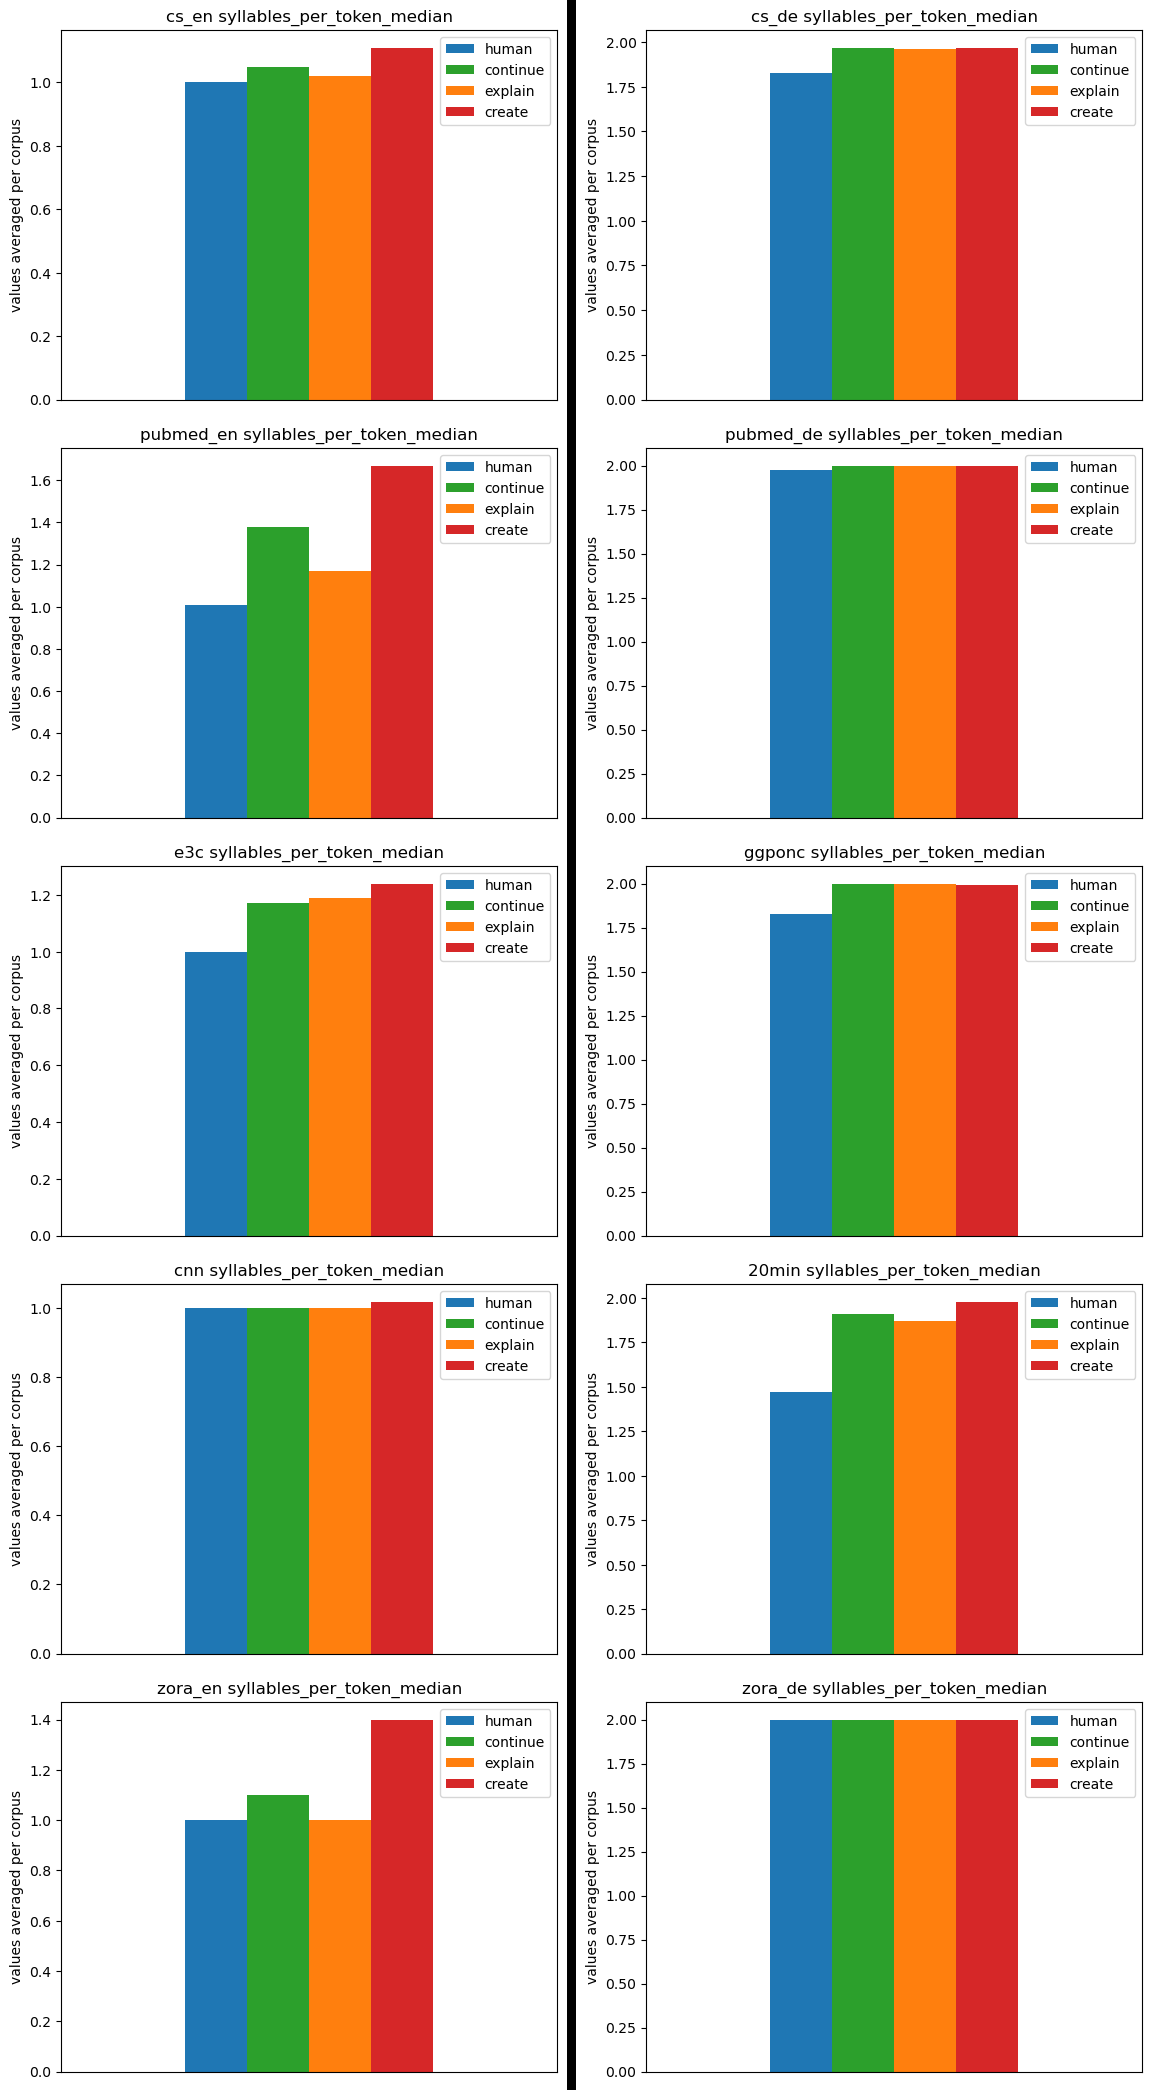 cs_en syllables_per_token_median
values averaged per corpus
1.0
0.8
0.6
0.4
0.2
0.0
human
continue
explain
create
cs_de syllables_per_token_median
values averaged per corpus
2.00
1.75
1.50
1.25
1.00
0.75
0.50
0.25
0.00
human
continue
explain
create
pubmed_en syllables_per_token_median
values averaged per corpus
1.6
1.4
1.2
1.0
0.8
0.6
0.4
0.2
0.0
human
continue
explain
create
pubmed_de syllables_per_token_median
values averaged per corpus
2.00
1.75
1.50
1.25
1.00
0.75
0.50
0.25
0.00
human
continue
explain
create
e3c syllables_per_token_median
values averaged per corpus
1.2
1.0
0.8
0.6
0.4
0.2
0.0
human
continue
explain
create
ggponc syllables_per_token_median
values averaged per corpus
2.00
1.75
1.50
1.25
1.00
0.75
0.50
0.25
0.00
human
continue
explain
create
cnn syllables_per_token_median
values averaged per corpus
1.0
0.8
0.6
0.4
0.2
0.0
human
continue
explain
create
20min syllables_per_token_median
values averaged per corpus
2.00
1.75
1.50
1.25
1.00
0.75
0.50
0.25
0.00
human
continue
explain
create
zora_en syllables_per_token_median
values averaged per corpus
1.4
1.2
1.0
0.8
0.6
0.4
0.2
0.0
human
continue
explain
create
zora_de syllables_per_token_median
values averaged per corpus
2.00
1.75
1.50
1.25
1.00
0.75
0.50
0.25
0.00
human
continue
explain
create